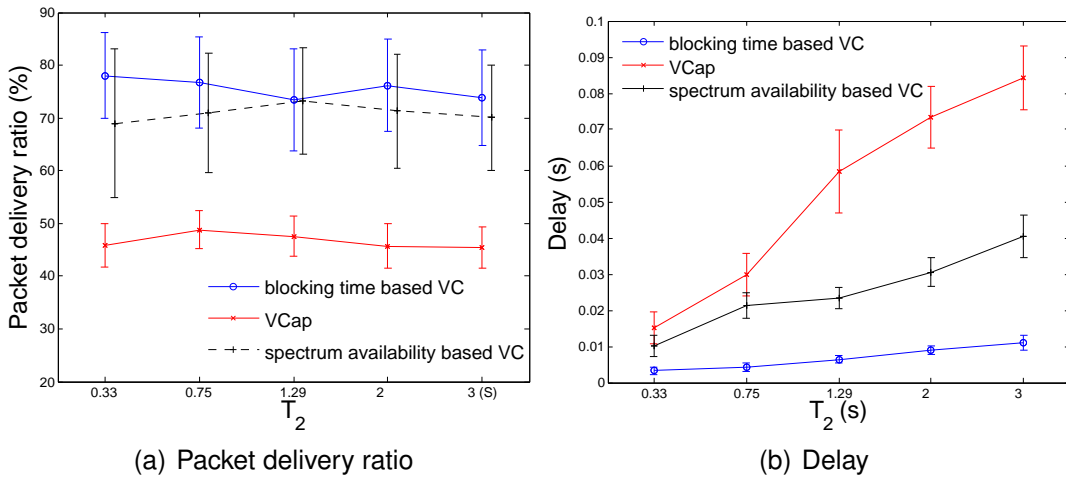 90
80
70
60
50
40
30
20
Packet delivery ratio (%)
blocking time based VC
VCap
spectrum availability based VC
0.33 0.75 1.29 2 3 (S)
T2
(a) Packet delivery ratio
0.1
0.09
0.08
0.07
0.06
0.05
0.04
0.03
0.02
0.01
0
Delay (s)
blocking time based VC
VCap
spectrum availability based VC
0.33 0.75 1.29 2 3
T2 (s)
(b) Delay